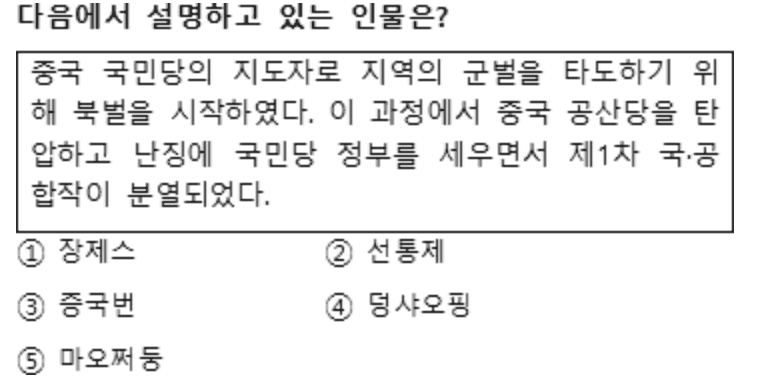 다음에서 설명하고 있는 인물은?
중국 국민당의 지도자로 지역의 군벌을 타도하기 위
해 북벌을 시작하였다. 이 과정에서 중국 공산당을 탄
압하고 난징에 국민당 정부를 세우면서 제1차 국·공
합작이 분열되었다.
① 장제스 ② 선통제
③ 증국번 ④ 덩샤오핑
⑤ 마오쩌둥